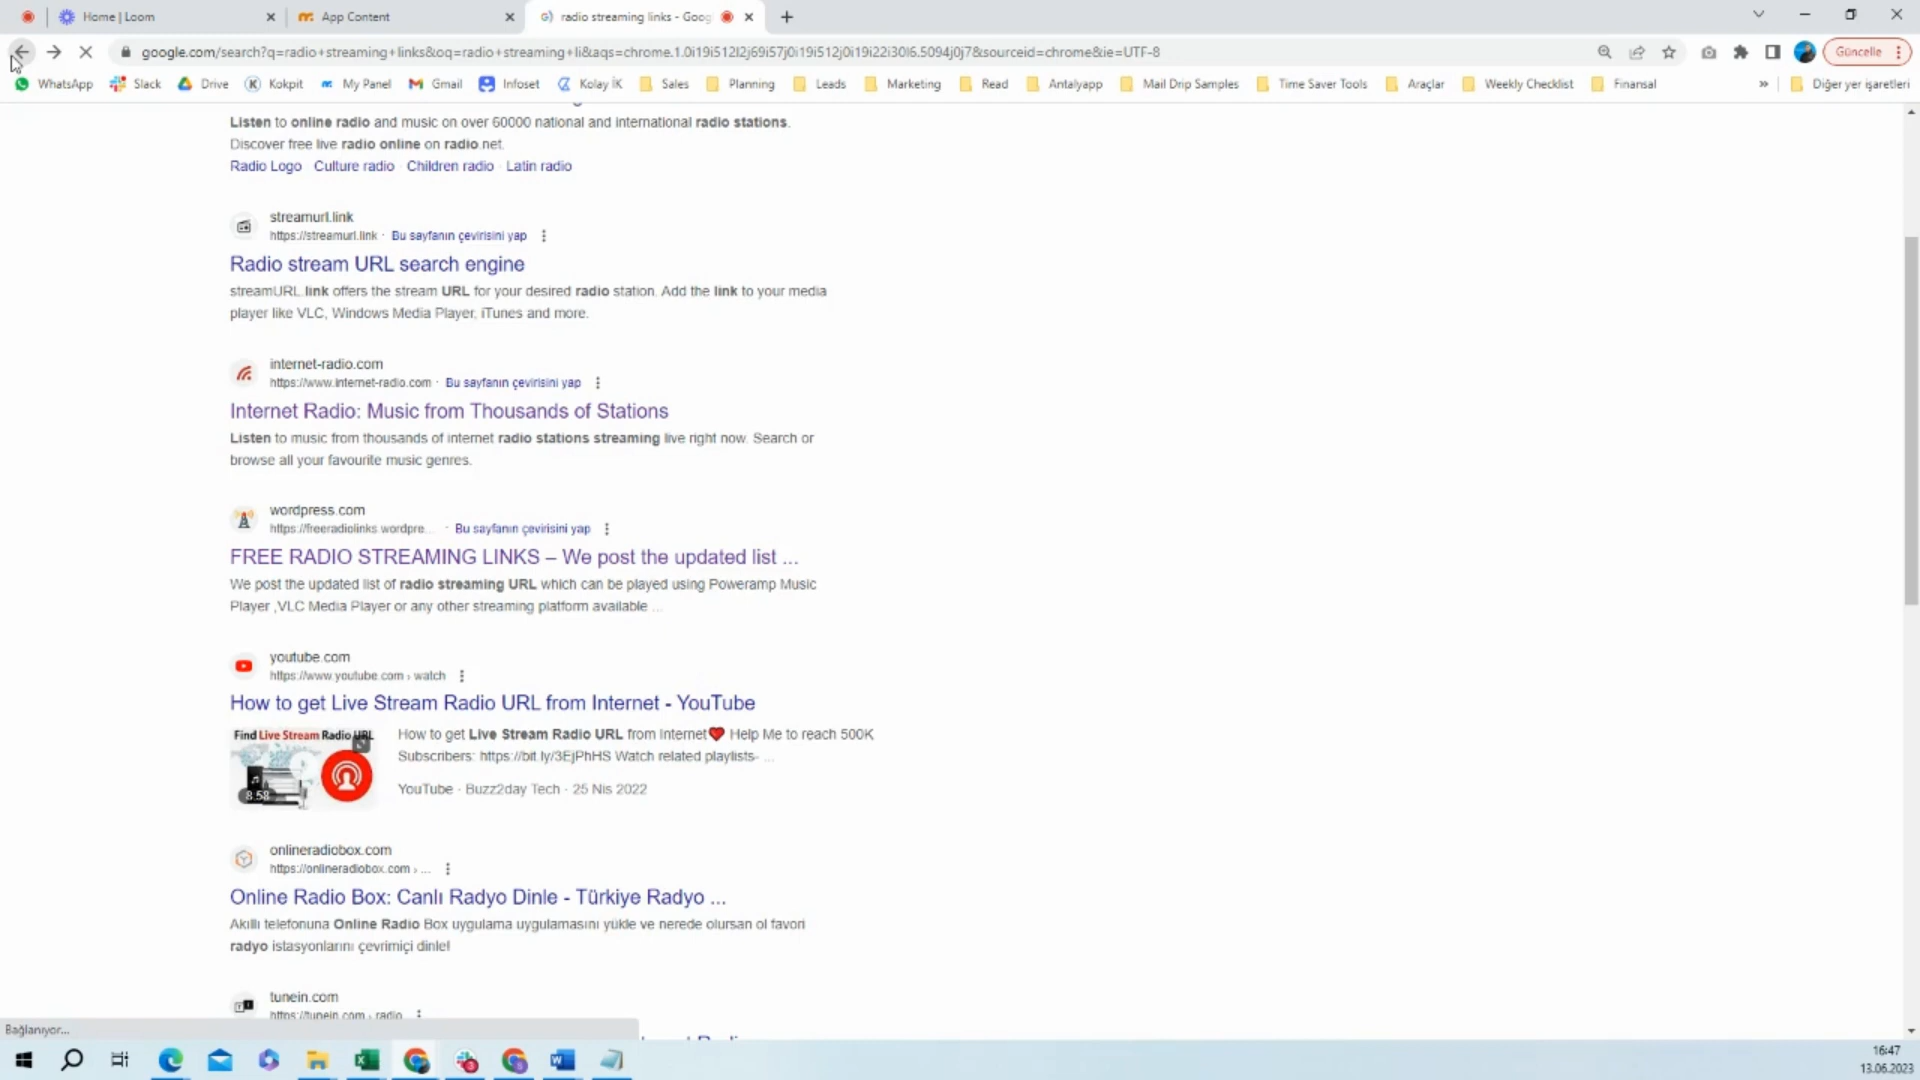 Home | Loom
App Content
radio streaming links - Goog
google.com/search?q=radio+streaming+links&oq=radio+streaming+li&aqs=chrome.1.0i19i512l2j69i57j0i19i512j0i19i22i30l6.5094j0j7&sourceid=chrome&ie=UTF-8
Güncelle
WhatsApp
Slack
Drive
Kokpit
My Panel
Gmail
Infoset
Kolay İK
Sales
Planning
Leads
Marketing
Read
Antalyapp
Mail Drip Samples
Time Saver Tools
Araçlar
Weekly Checklist
Finansal
»
Diğer yer işaretleri
Listen to online radio and music on over 60000 national and international radio stations.
Discover free live radio online on radio.net.
Radio Logo · Culture radio · Children radio · Latin radio
streamurl.link
https://streamurl.link · Bu sayfanın çevirisini yap
Radio stream URL search engine
streamURL.link offers the stream URL for your desired radio station. Add the link to your media
player like VLC, Windows Media Player, iTunes and more.
internet-radio.com
https://www.internet-radio.com · Bu sayfanın çevirisini yap
Internet Radio: Music from Thousands of Stations
Listen to music from thousands of internet radio stations streaming live right now. Search or
browse all your favourite music genres.
wordpress.com
https://freeradiolinks.wordpre... · Bu sayfanın çevirisini yap
FREE RADIO STREAMING LINKS – We post the updated list ...
We post the updated list of radio streaming URL which can be played using Poweramp Music
Player ,VLC Media Player or any other streaming platform available ...
youtube.com
https://www.youtube.com › watch
How to get Live Stream Radio URL from Internet - YouTube
Find Live Stream Radio URL
8:58
How to get Live Stream Radio URL from Internet❤️ Help Me to reach 500K
Subscribers: https://bit.ly/3EjPhHS Watch related playlists- ...
YouTube · Buzz2day Tech · 25 Nis 2022
onlineradiobox.com
https://onlineradiobox.com › ...
Online Radio Box: Canlı Radyo Dinle - Türkiye Radyo ...
Akıllı telefonuna Online Radio Box uygulama uygulamasını yükle ve nerede olursan ol favori
radyo istasyonlarını çevrimiçi dinle!
tunein.com
https://tunein.com › radio
Bağlanıyor...
16:47
13.06.2023